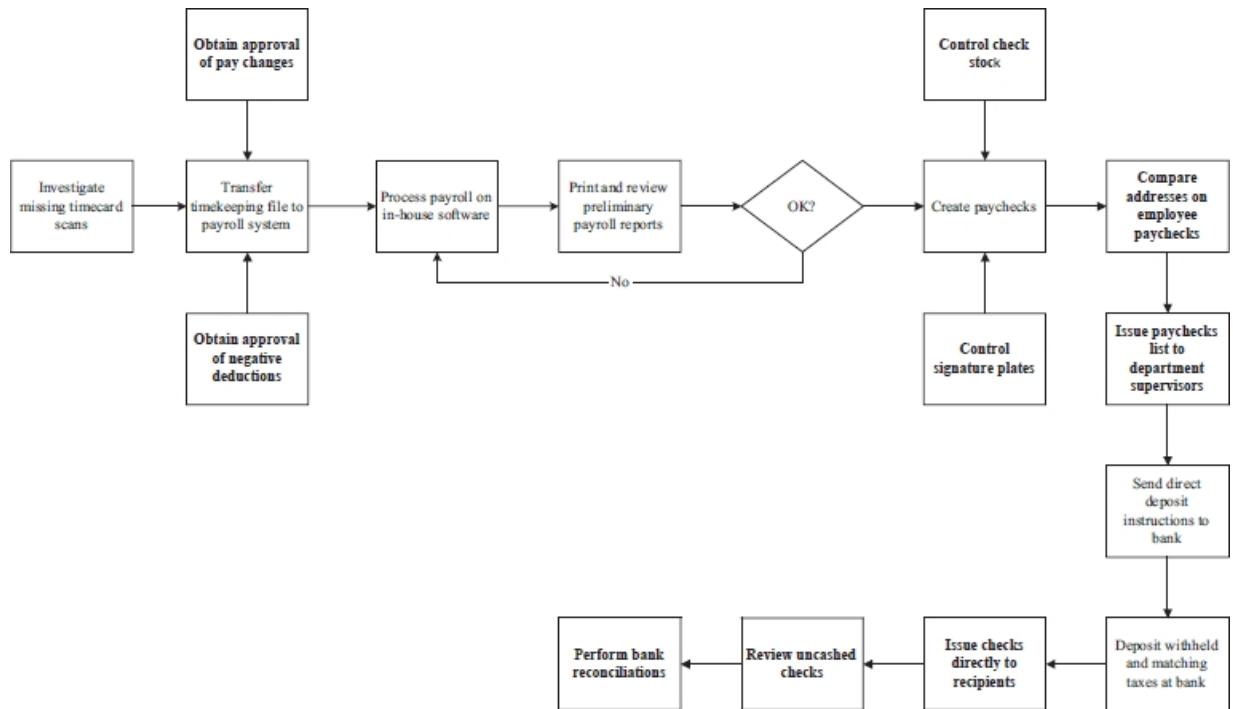 Obtain approval
of pay changes
Control check
stock
Investigate
missing timecard
scans
Transfer
timekeeping file to
payroll system
Process payroll on
in-house software
Print and review
preliminary
payroll reports
OK?
Create paychecks
Compare
addresses on
employee
paychecks
No
Obtain approval
of negative
deductions
Control
signature plates
Issue paychecks
list to
department
supervisors
Send direct
deposit
instructions to
bank
Perform bank
reconciliations
Review uncashed
checks
Issue checks
directly to
recipients
Deposit withheld
and matching
taxes at bank